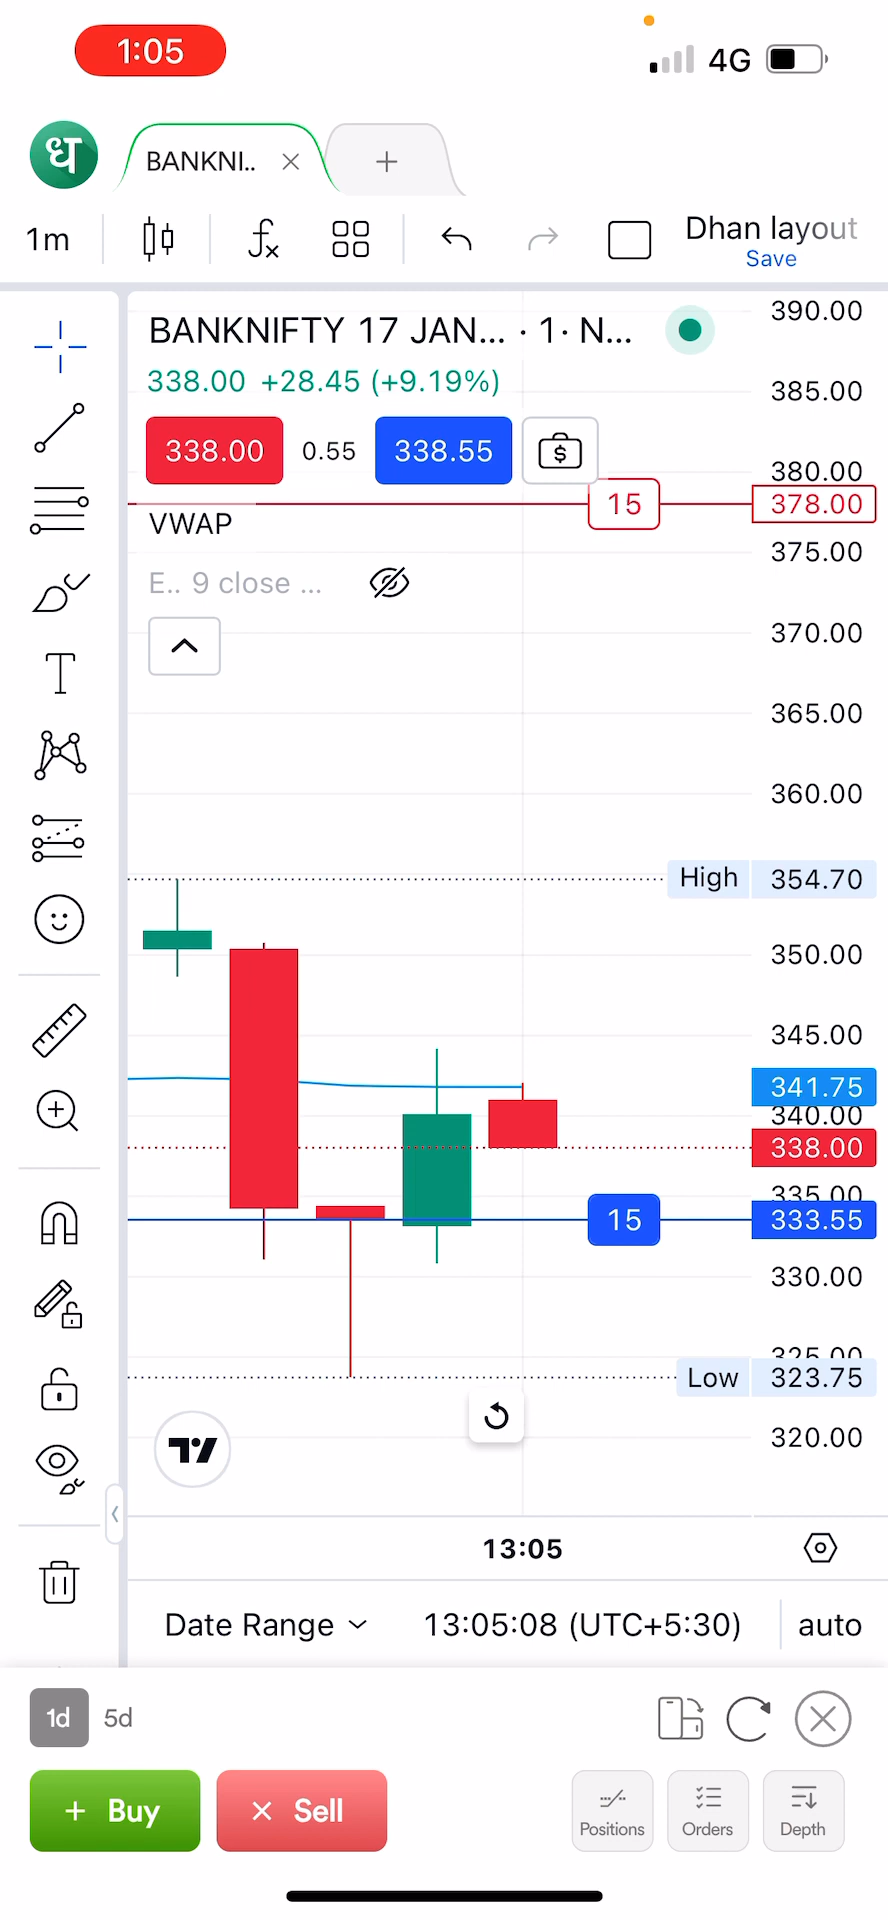 1:05
4G
ध
BANKNI..
1m
Dhan layout
Save
BANKNIFTY 17 JAN... · 1· N...
338.00 +28.45 (+9.19%)
338.00 0.55 338.55
VWAP
E.. 9 close ...
390.00
385.00
380.00
15 378.00
375.00
370.00
365.00
360.00
High 354.70
350.00
345.00
341.75
340.00
338.00
335.00
15 333.55
330.00
325.00
Low 323.75
320.00
13:05
Date Range 13:05:08 (UTC+5:30) auto
1d 5d
+ Buy
× Sell
Positions
Orders
Depth